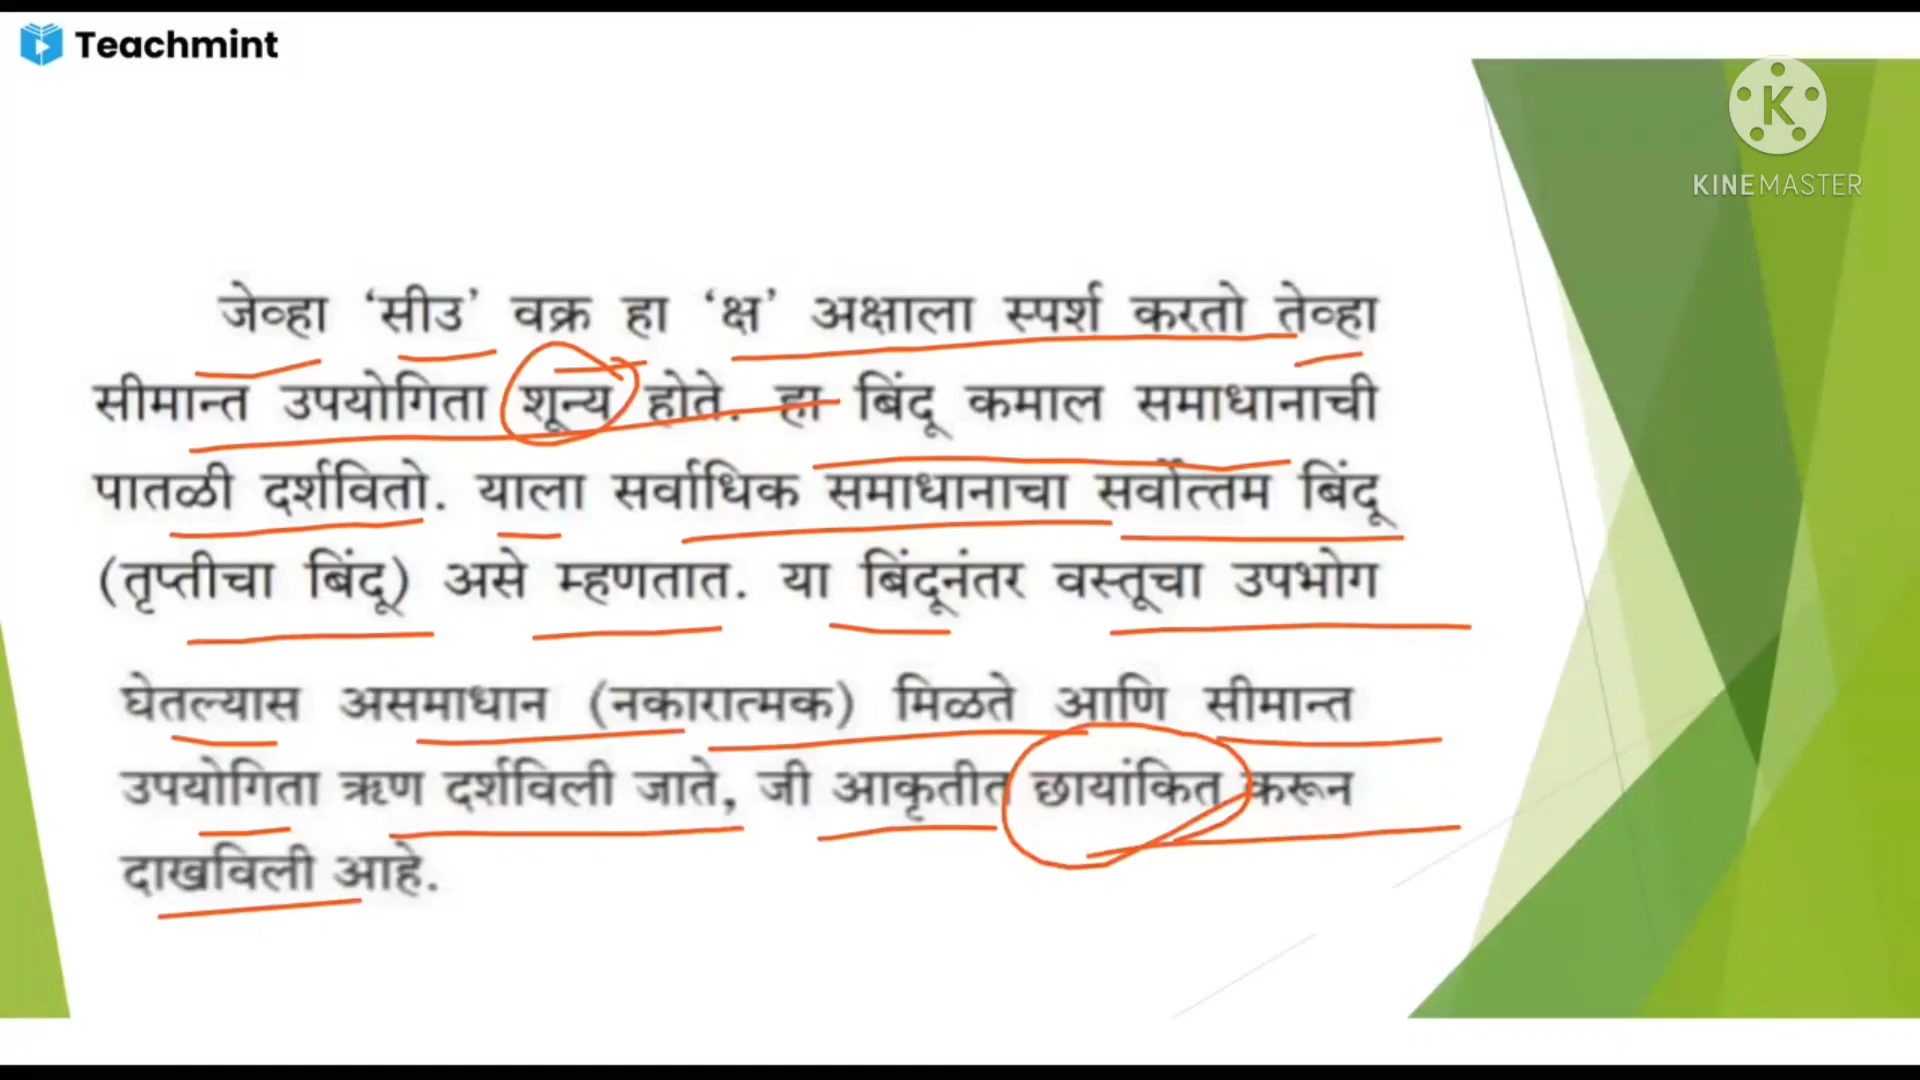 Teachmint
K
KINEMASTER
जेव्हा ‘सीउ’ वक्र हा ‘क्ष’ अक्षाला स्पर्श करतो तेव्हा
सीमान्त उपयोगिता शून्य होते. हा बिंदू कमाल समाधानाची
पातळी दर्शवितो. याला सर्वाधिक समाधानाचा सर्वोत्तम बिंदू
(तृप्तीचा बिंदू) असे म्हणतात. या बिंदूनंतर वस्तूचा उपभोग
घेतल्यास असमाधान (नकारात्मक) मिळते आणि सीमान्त
उपयोगिता ऋण दर्शविली जाते, जी आकृतीत छायांकित करून
दाखविली आहे.